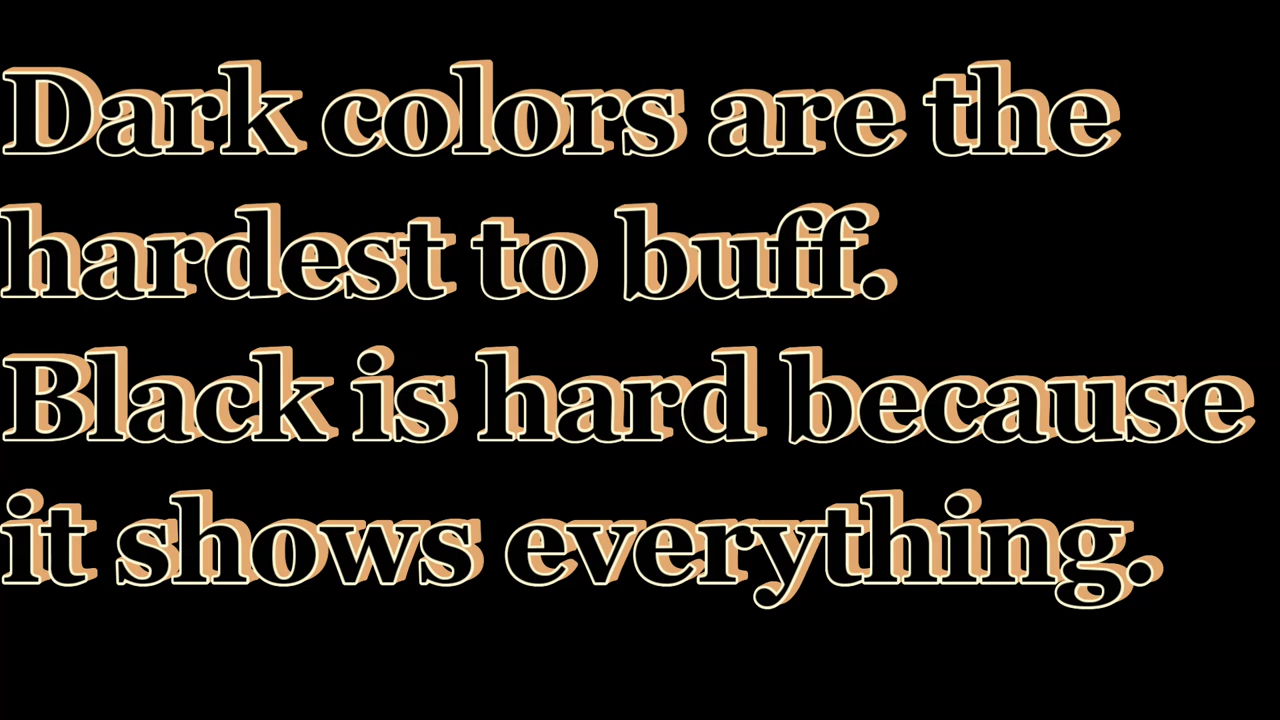 Dark colors are the
hardest to buff.
Black is hard because
it shows everything.